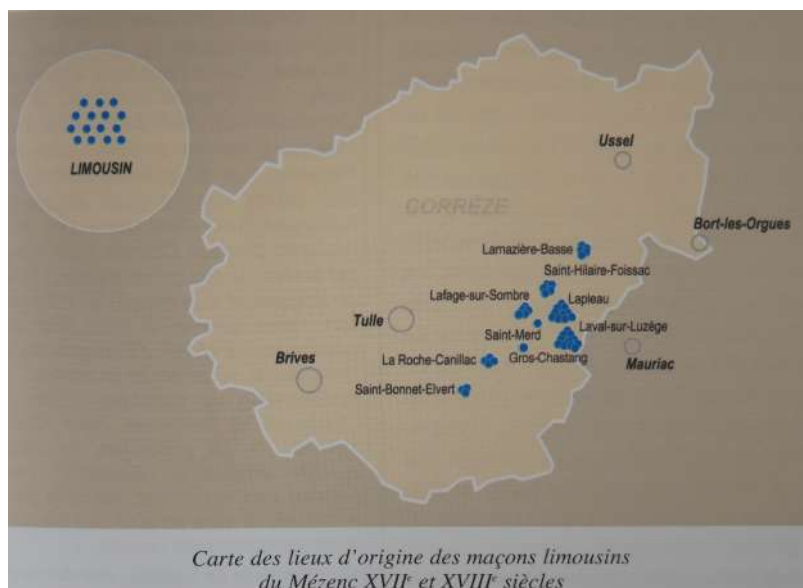 LIMOUSIN
Ussel
CORRÈZE
Bort-les-Orgues
Lamazière-Basse
Saint-Hilaire-Foissac
Lafage-sur-Sombre
Lapleau
Tulle
Saint-Merd
Laval-sur-Luzège
Brives
La Roche-Canillac
Gros-Chastang
Mauriac
Saint-Bonnet-Elvert
Carte des lieux d'origine des maçons limousins
du Mézenc XVIIe et XVIIIe siècles